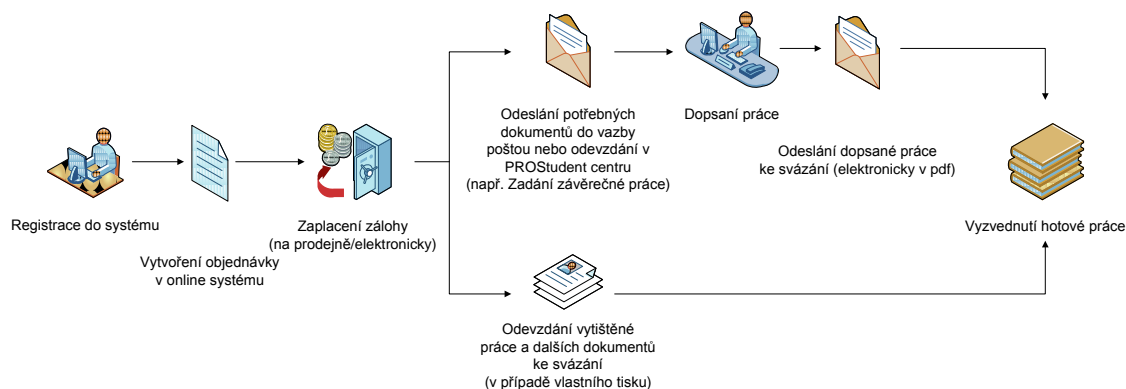 Registrace do systému
Vytvoření objednávky
v online systému
Zaplacení zálohy
(na prodejně/elektronicky)
Odeslání potřebných
dokumentů do vazby
poštou nebo odevzdání v
PROStudent centru
(např. Zadání závěrečné práce)
Dopsaní práce
Odeslání dopsané práce
ke svázání (elektronicky v pdf)
Vyzvednutí hotové práce
Odevzdání vytištěné
práce a dalších dokumentů
ke svázání
(v případě vlastního tisku)